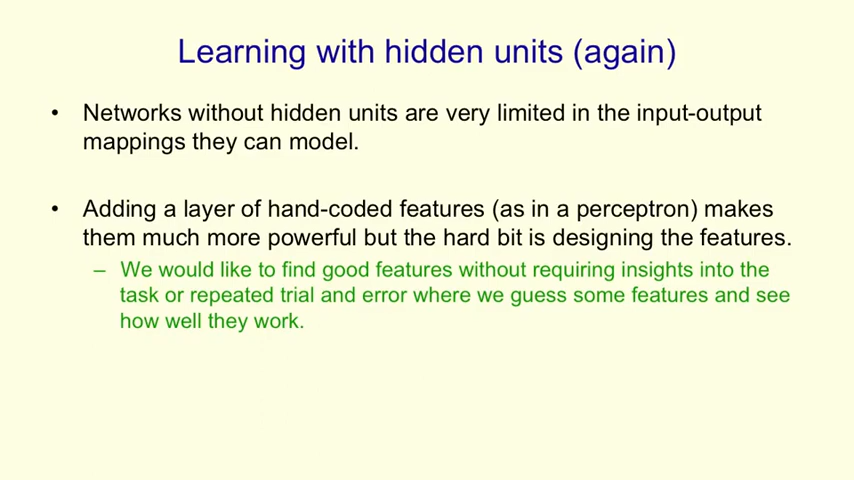 Learning with hidden units (again)
• Networks without hidden units are very limited in the input-output
mappings they can model.
• Adding a layer of hand-coded features (as in a perceptron) makes
them much more powerful but the hard bit is designing the features.
– We would like to find good features without requiring insights into the
task or repeated trial and error where we guess some features and see
how well they work.